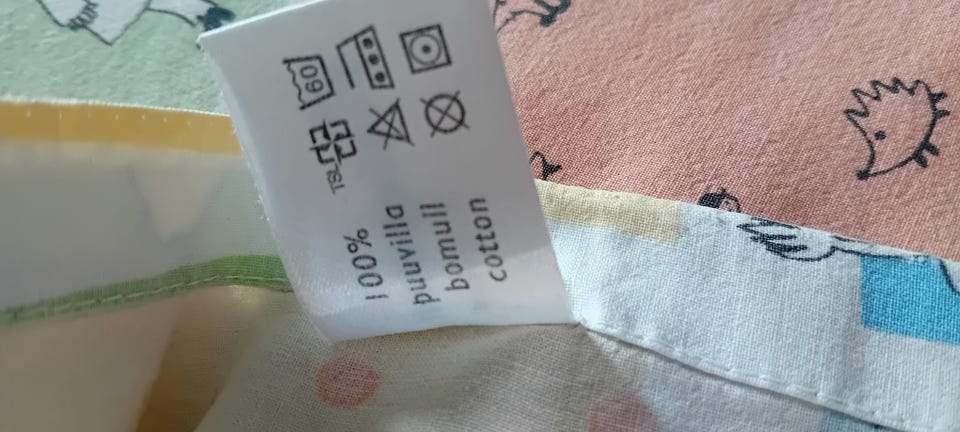 60
TSL
100%
puuvilla
bomull
cotton